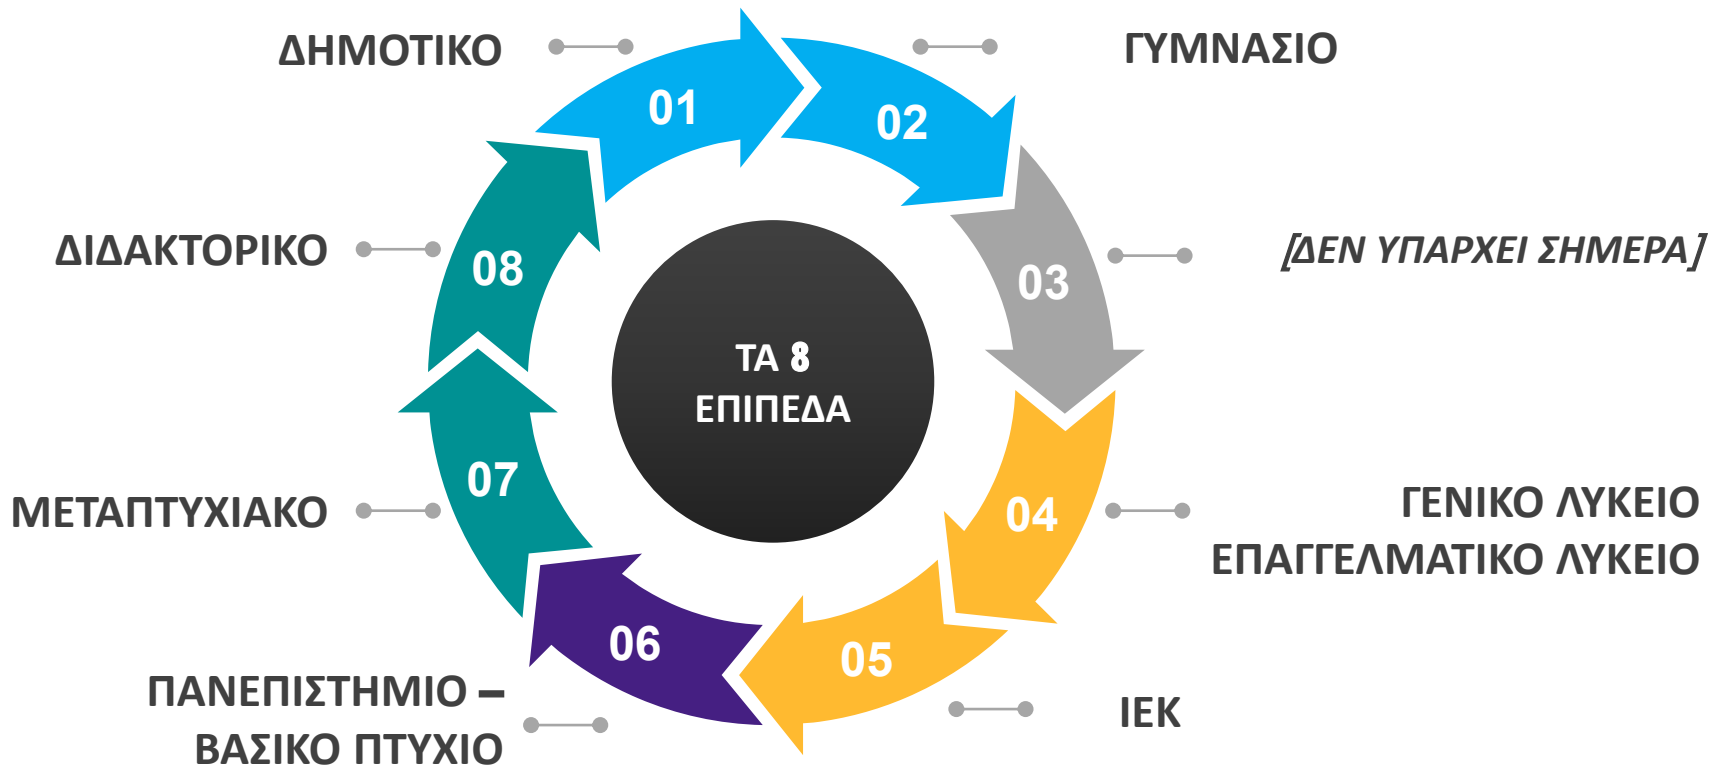 ΔΗΜΟΤΙΚΟ
01
02
ΓΥΜΝΑΣΙΟ
03
[ΔΕΝ ΥΠΑΡΧΕΙ ΣΗΜΕΡΑ]
04
ΓΕΝΙΚΟ ΛΥΚΕΙΟ
ΕΠΑΓΓΕΛΜΑΤΙΚΟ ΛΥΚΕΙΟ
05
ΙΕΚ
06
ΠΑΝΕΠΙΣΤΗΜΙΟ –
ΒΑΣΙΚΟ ΠΤΥΧΙΟ
07
ΜΕΤΑΠΤΥΧΙΑΚΟ
08
ΔΙΔΑΚΤΟΡΙΚΟ
ΤΑ 8
ΕΠΙΠΕΔΑ